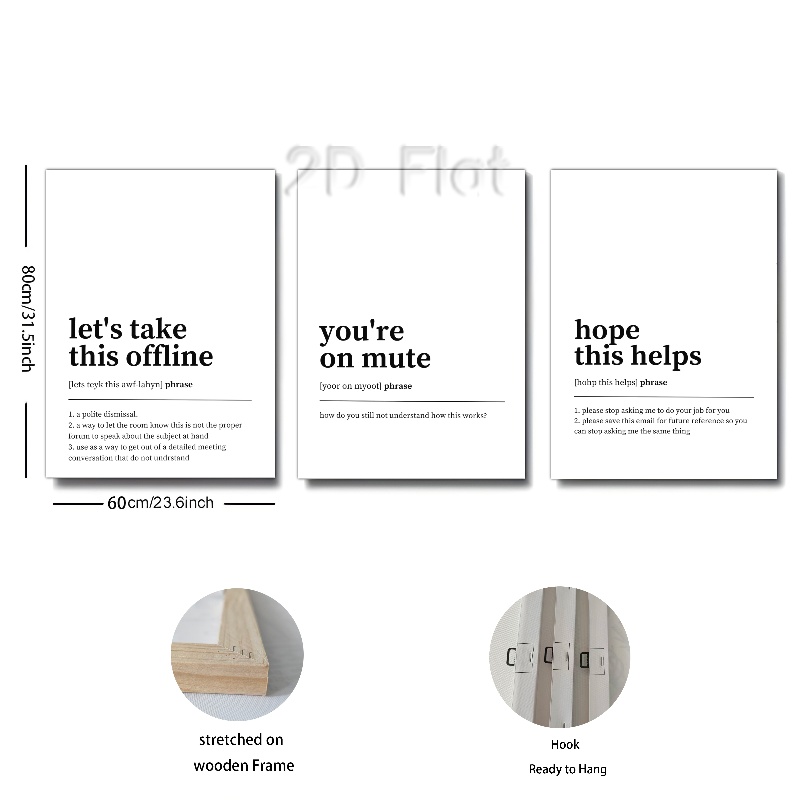 2D Flat
let's take
this offline
[lets teyk this awf-lahyn] phrase
1. a polite dismissal.
2. a way to let the room know this is not the proper
forum to speak about the subject at hand
3. use as a way to get out of a detailed meeting
conversation that do not undrstand
you're
on mute
[yoor on myoot] phrase
how do you still not understand how this works?
hope
this helps
[hohp this helps] phrase
1. please stop asking me to do your job for you
2. please save this email for future reference so you
can stop asking me the same thing
80cm/31.5inch
60cm/23.6inch
stretched on
wooden Frame
Hook
Ready to Hang